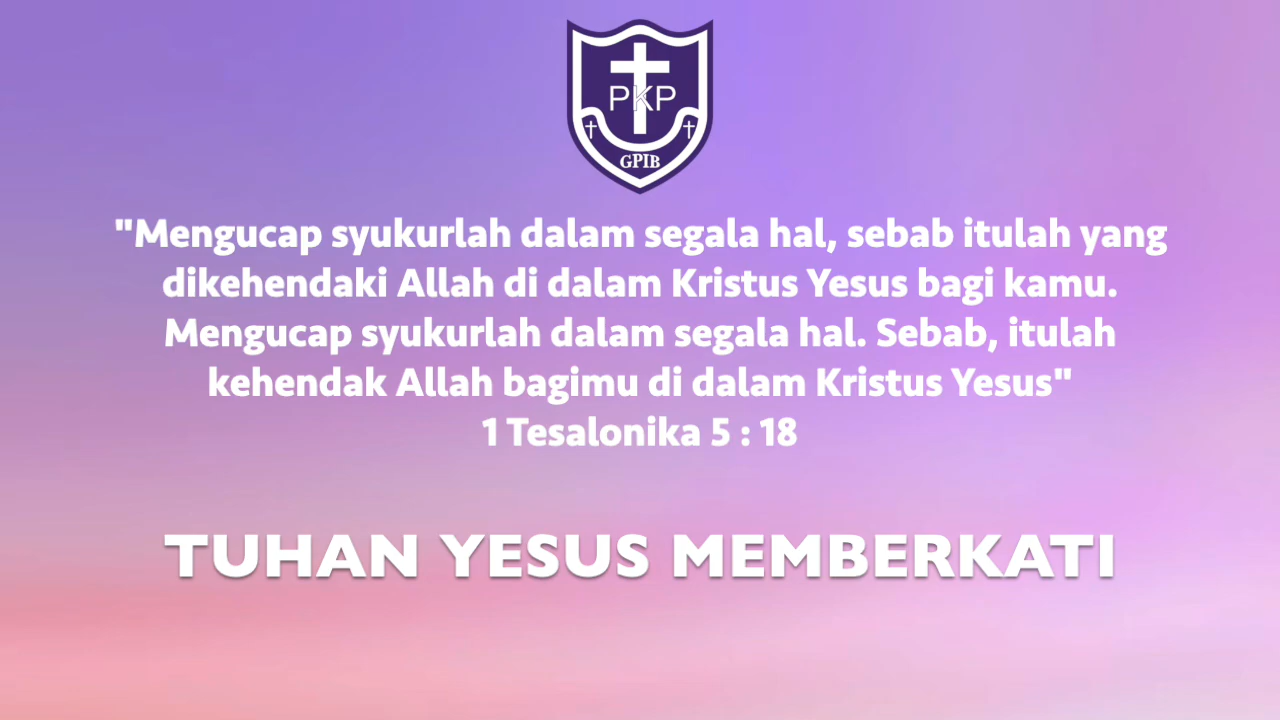 PKP
GPIB
"Mengucap syukurlah dalam segala hal, sebab itulah yang
dikehendaki Allah di dalam Kristus Yesus bagi kamu.
Mengucap syukurlah dalam segala hal. Sebab, itulah
kehendak Allah bagimu di dalam Kristus Yesus"
1 Tesalonika 5 : 18
TUHAN YESUS MEMBERKATI